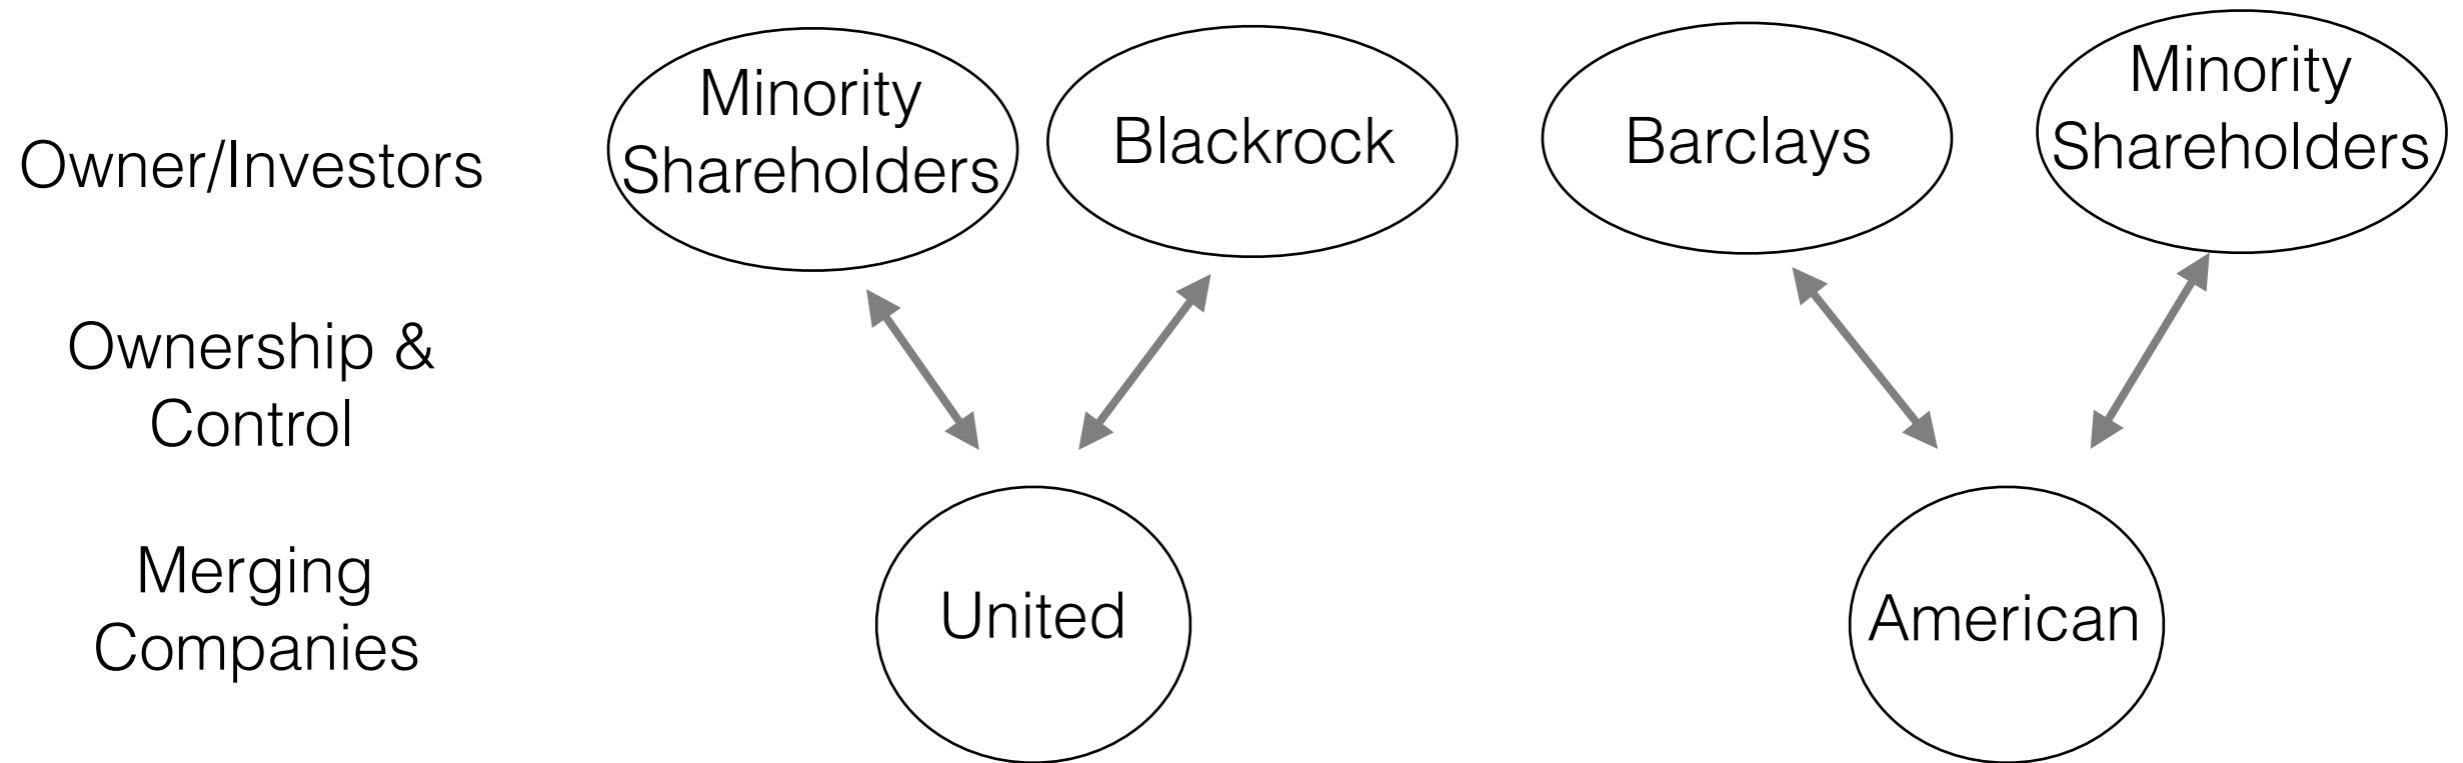 Owner/Investors
Minority
Shareholders
Blackrock
Barclays
Minority
Shareholders
Ownership &
Control
Merging
Companies
United
American